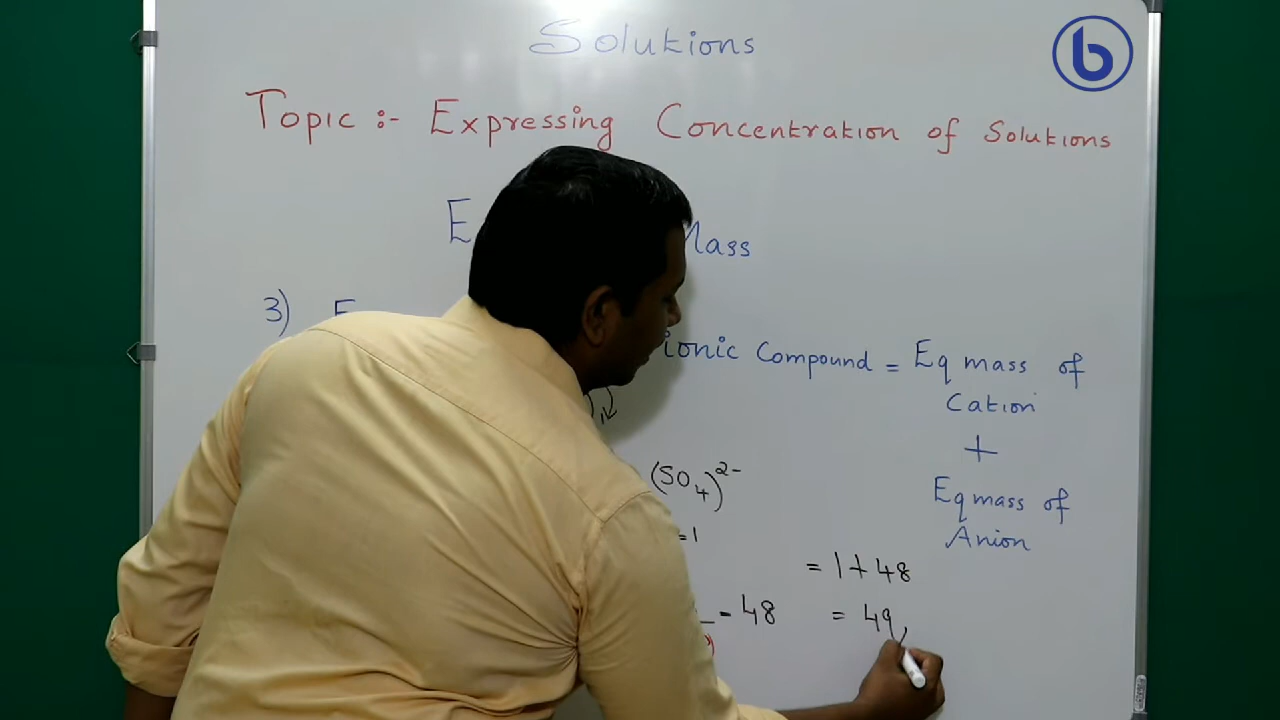 Solutions
b
Topic :- Expressing Concentration of Solutions
E Mass
3) E ionic Compound = Eq mass of
Cation
+
(SO4)2-
Eq mass of
Anion
=1
= 1 + 48
- 48 = 49